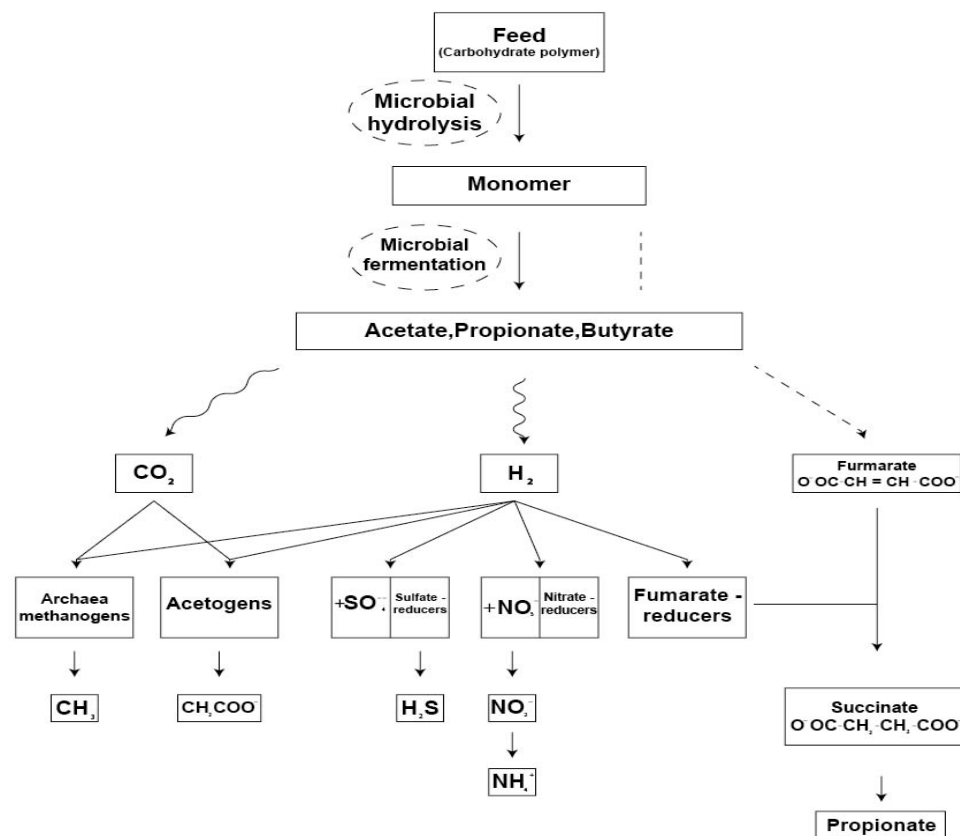 Feed
(Carbohydrate polymer)
Microbial
hydrolysis
Monomer
Microbial
fermentation
Acetate,Propionate,Butyrate
CO₂
H₂
Furmarate
O⁻OC-CH = CH-COO⁻
Archaea
methanogens
Acetogens
+SO₄⁻⁻
Sulfate -
reducers
+NO₃⁻
Nitrate -
reducers
Fumarate -
reducers
CH₃
CH₃COO⁻
H₂S
NO₂⁻
NH₄⁺
Succinate
O⁻OC-CH₂-CH₂-COO⁻
Propionate